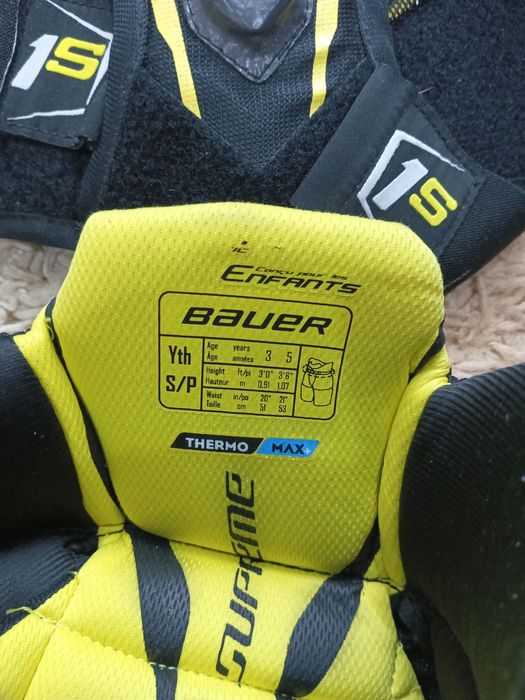 1S
1S
Conçu pour les
ENFANTS
BAUER
Yth
S/P
Age years 3 5
Âge années
Height ft/pi 3'0" 3'6"
Hauteur m 0.91 1.07
Waist in/po 20" 21"
Taille cm 51 53
THERMO MAX+
SUPREME